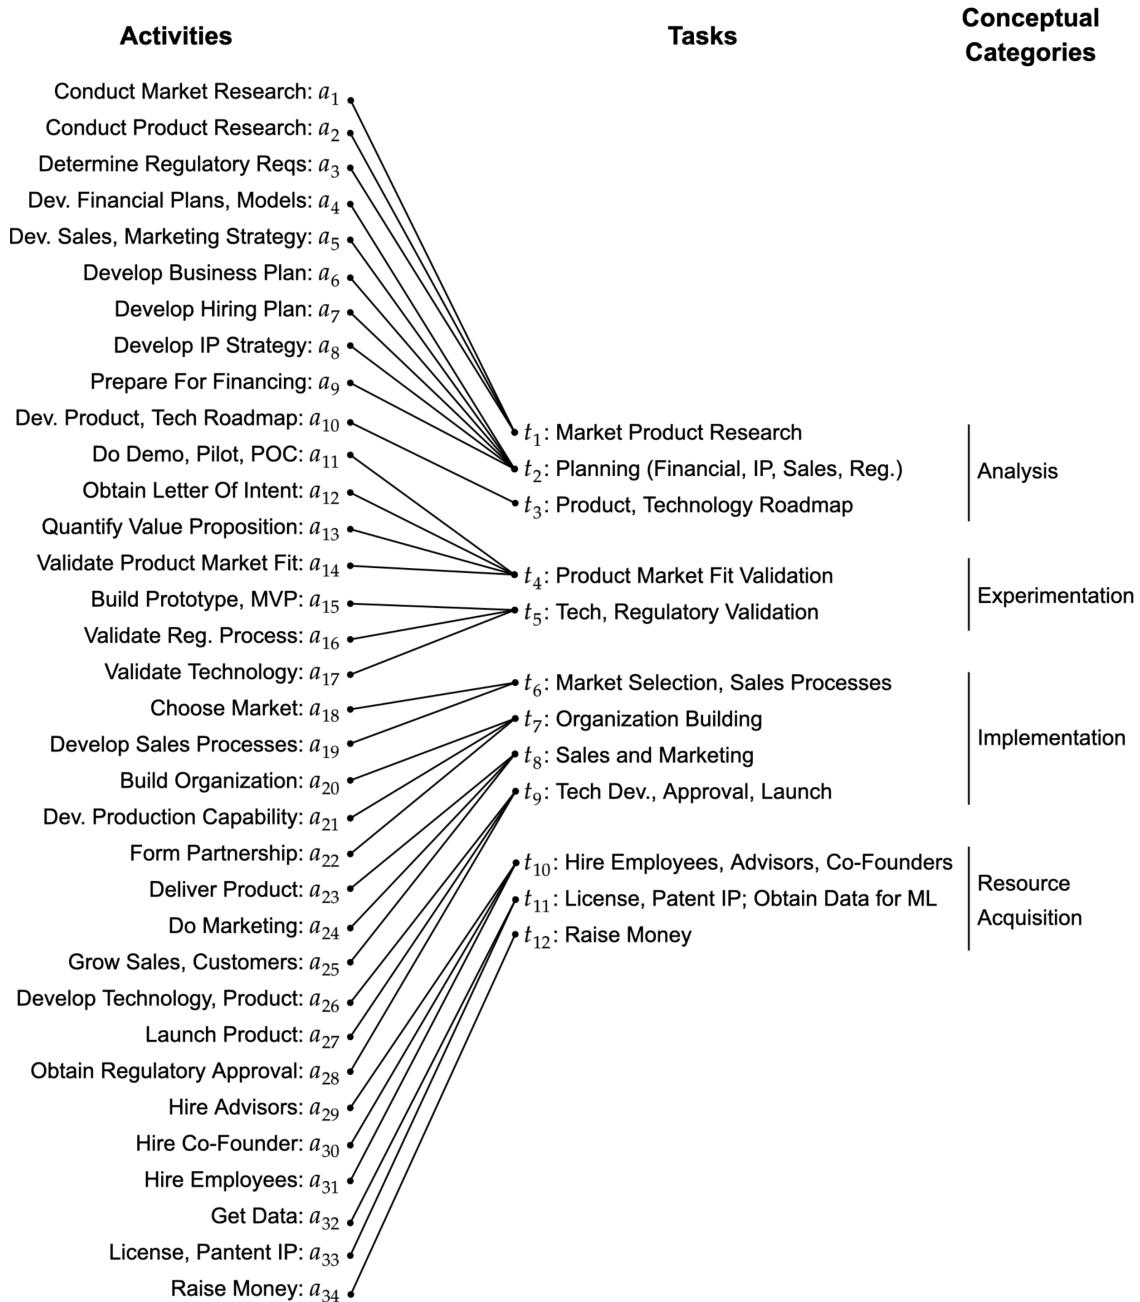 Activities
Tasks
Conceptual
Categories
Conduct Market Research: a1
Conduct Product Research: a2
Determine Regulatory Reqs: a3
Dev. Financial Plans, Models: a4
Dev. Sales, Marketing Strategy: a5
Develop Business Plan: a6
Develop Hiring Plan: a7
Develop IP Strategy: a8
Prepare For Financing: a9
Dev. Product, Tech Roadmap: a10
Do Demo, Pilot, POC: a11
Obtain Letter Of Intent: a12
Quantify Value Proposition: a13
Validate Product Market Fit: a14
Build Prototype, MVP: a15
Validate Reg. Process: a16
Validate Technology: a17
Choose Market: a18
Develop Sales Processes: a19
Build Organization: a20
Dev. Production Capability: a21
Form Partnership: a22
Deliver Product: a23
Do Marketing: a24
Grow Sales, Customers: a25
Develop Technology, Product: a26
Launch Product: a27
Obtain Regulatory Approval: a28
Hire Advisors: a29
Hire Co-Founder: a30
Hire Employees: a31
Get Data: a32
License, Pantent IP: a33
Raise Money: a34
t1: Market Product Research
t2: Planning (Financial, IP, Sales, Reg.)
t3: Product, Technology Roadmap
t4: Product Market Fit Validation
t5: Tech, Regulatory Validation
t6: Market Selection, Sales Processes
t7: Organization Building
t8: Sales and Marketing
t9: Tech Dev., Approval, Launch
t10: Hire Employees, Advisors, Co-Founders
t11: License, Patent IP; Obtain Data for ML
t12: Raise Money
Analysis
Experimentation
Implementation
Resource
Acquisition